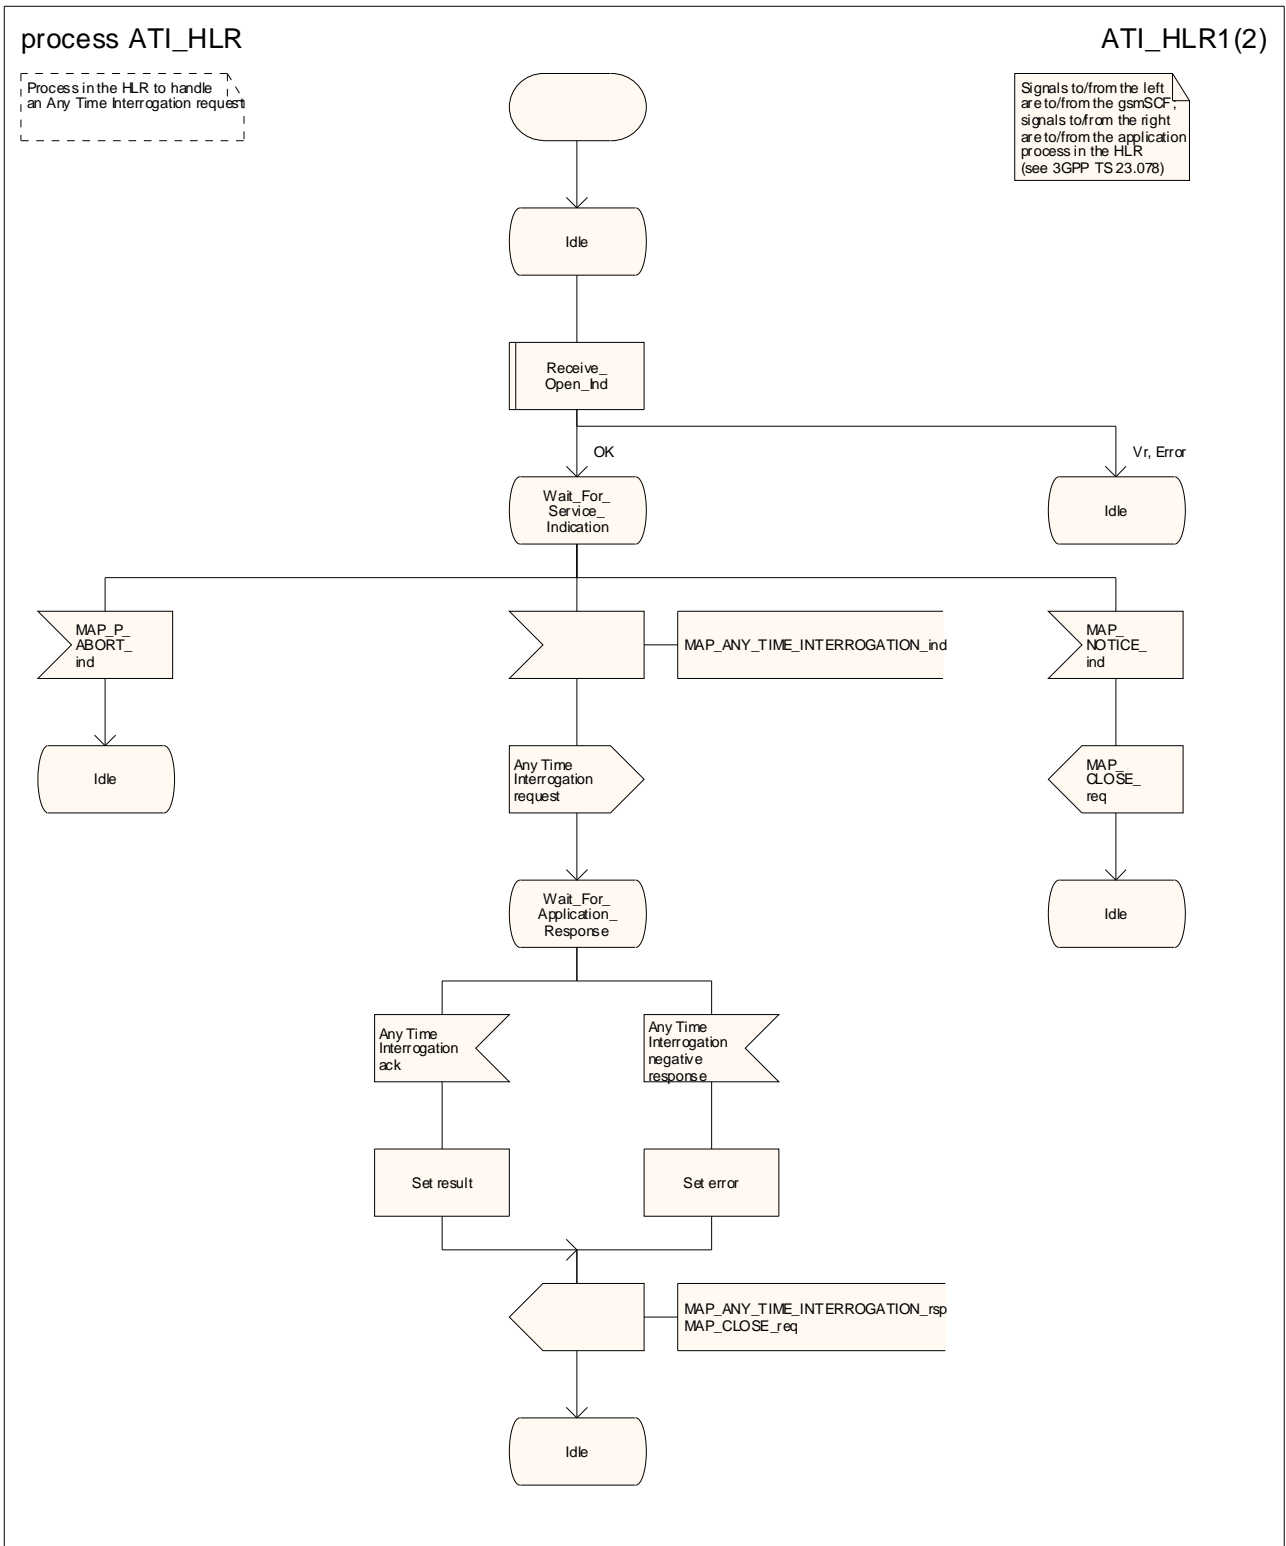 process ATI_HLR
ATI_HLR1(2)
Process in the HLR to handle
an Any Time Interrogation request
Signals to/from the left
are to/from the gsmSCF;
signals to/from the right
are to/from the application
process in the HLR
(see 3GPP TS 23.078)
Idle
Receive_
Open_Ind
OK
Vr, Error
Wait_For_
Service_
Indication
Idle
MAP_P_
ABORT_
ind
MAP_ANY_TIME_INTERROGATION_ind
MAP_
NOTICE_
ind
Idle
Any Time
Interrogation
request
MAP_
CLOSE_
req
Wait_For_
Application_
Response
Idle
Any Time
Interrogation
ack
Any Time
Interrogation
negative
response
Set result
Set error
MAP_ANY_TIME_INTERROGATION_rsp
MAP_CLOSE_req
Idle